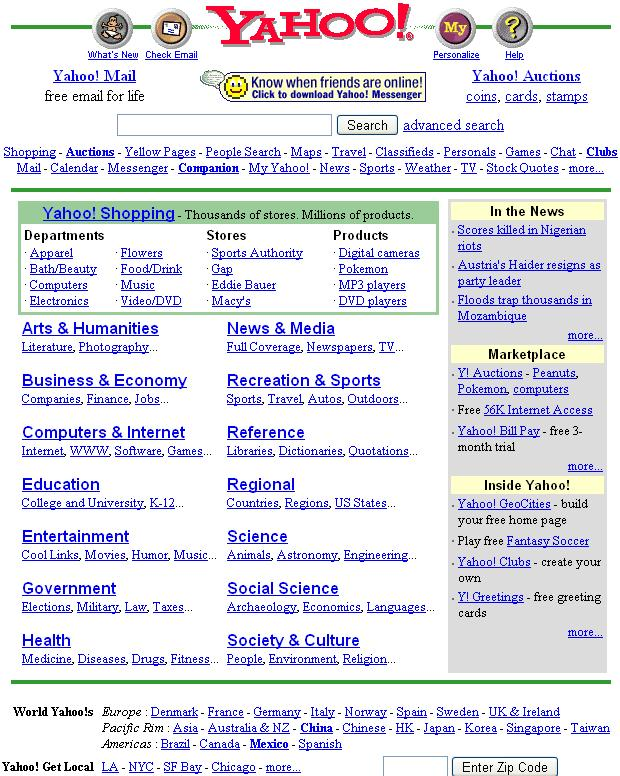 YAHOO!
My
?
What's New Check Email Personalize Help
Yahoo! Mail
free email for life
Know when friends are online!
Click to download Yahoo! Messenger
Yahoo! Auctions
coins, cards, stamps
Search advanced search
Shopping - Auctions - Yellow Pages - People Search - Maps - Travel - Classifieds - Personals - Games - Chat - Clubs
Mail - Calendar - Messenger - Companion - My Yahoo! - News - Sports - Weather - TV - Stock Quotes - more...
Yahoo! Shopping - Thousands of stores. Millions of products.
Departments Stores Products
· Apparel · Flowers · Sports Authority · Digital cameras
· Bath/Beauty · Food/Drink · Gap · Pokemon
· Computers · Music · Eddie Bauer · MP3 players
· Electronics · Video/DVD · Macy's · DVD players
Arts & Humanities
Literature, Photography...
News & Media
Full Coverage, Newspapers, TV...
Business & Economy
Companies, Finance, Jobs...
Recreation & Sports
Sports, Travel, Autos, Outdoors...
Computers & Internet
Internet, WWW, Software, Games...
Reference
Libraries, Dictionaries, Quotations...
Education
College and University, K-12...
Regional
Countries, Regions, US States...
Entertainment
Cool Links, Movies, Humor, Music...
Science
Animals, Astronomy, Engineering...
Government
Elections, Military, Law, Taxes...
Social Science
Archaeology, Economics, Languages...
Health
Medicine, Diseases, Drugs, Fitness...
Society & Culture
People, Environment, Religion...
In the News
· Scores killed in Nigerian
riots
· Austria's Haider resigns as
party leader
· Floods trap thousands in
Mozambique
more...
Marketplace
· Y! Auctions - Peanuts,
Pokemon, computers
· Free 56K Internet Access
· Yahoo! Bill Pay - free 3-
month trial
more...
Inside Yahoo!
· Yahoo! GeoCities - build
your free home page
· Play free Fantasy Soccer
· Yahoo! Clubs - create your
own
· Y! Greetings - free greeting
cards
more...
World Yahoo!s Europe : Denmark - France - Germany - Italy - Norway - Spain - Sweden - UK & Ireland
Pacific Rim : Asia - Australia & NZ - China - Chinese - HK - Japan - Korea - Singapore - Taiwan
Americas : Brazil - Canada - Mexico - Spanish
Yahoo! Get Local LA - NYC - SF Bay - Chicago - more... Enter Zip Code